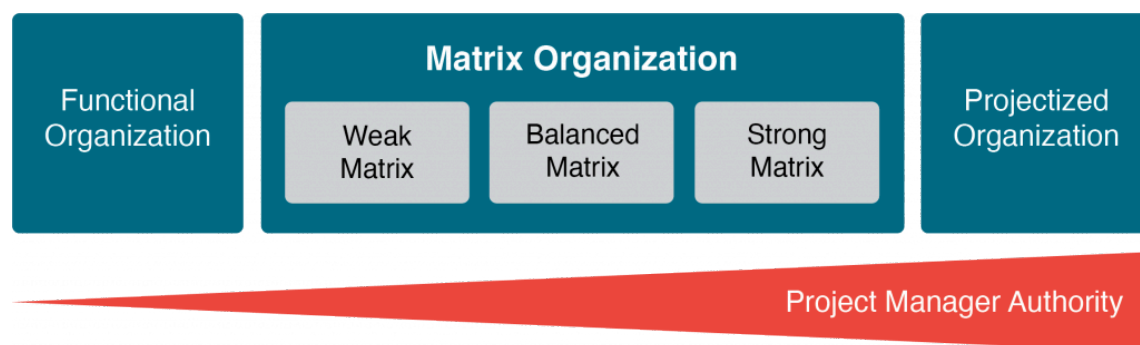 Functional
Organization
Matrix Organization
Weak
Matrix
Balanced
Matrix
Strong
Matrix
Projectized
Organization
Project Manager Authority